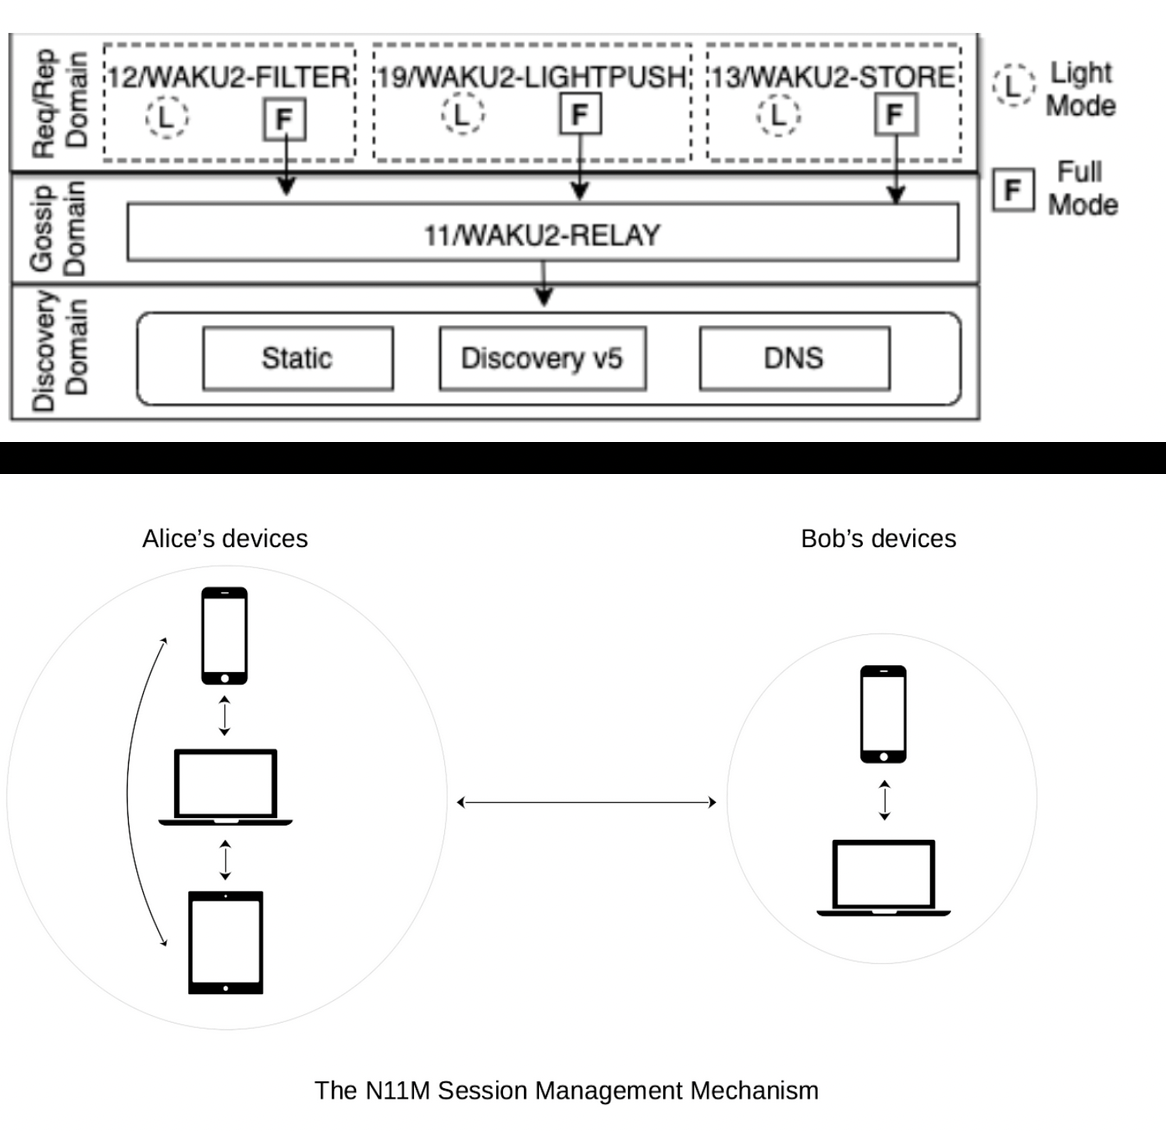 Req/Rep
Domain
12/WAKU2-FILTER
L
F
19/WAKU2-LIGHTPUSH
L
F
13/WAKU2-STORE
L
F
L
Light
Mode
F
Full
Mode
Gossip
Domain
11/WAKU2-RELAY
Discovery
Domain
Static
Discovery v5
DNS
Alice’s devices
Bob’s devices
The N11M Session Management Mechanism